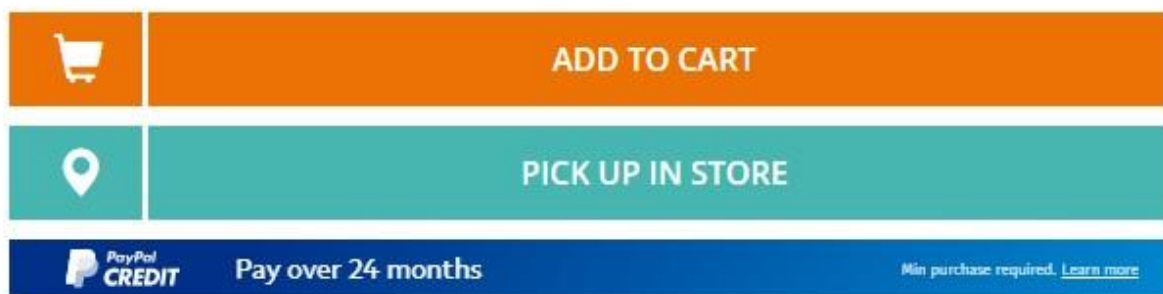 ADD TO CART
PICK UP IN STORE
PayPal
CREDIT
Pay over 24 months
Min purchase required. Learn more